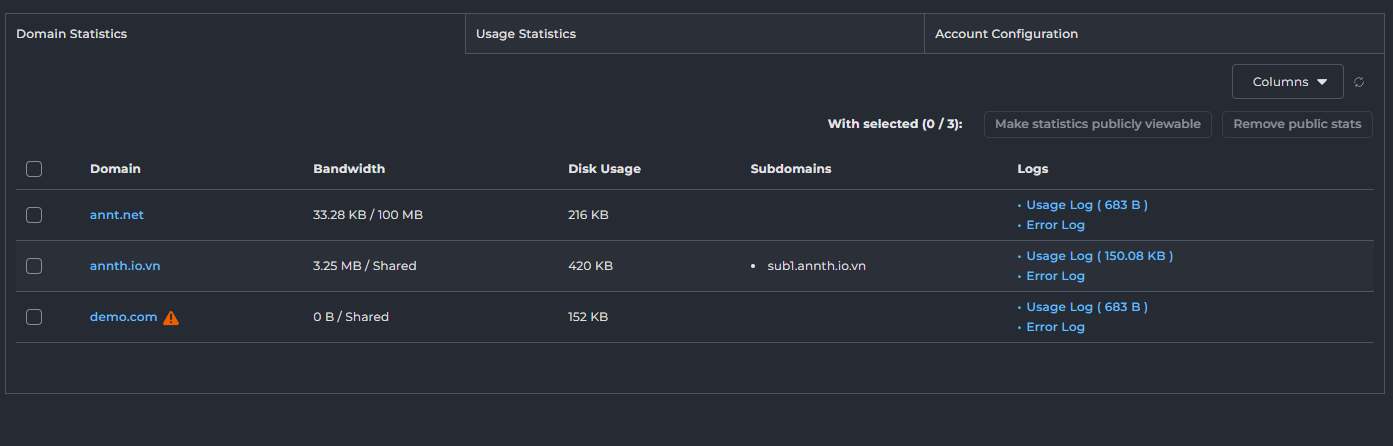 Domain Statistics Usage Statistics Account Configuration
Columns
With selected (0 / 3): Make statistics publicly viewable Remove public stats
Domain Bandwidth Disk Usage Subdomains Logs
annt.net 33.28 KB / 100 MB 216 KB • Usage Log ( 683 B )
• Error Log
annth.io.vn 3.25 MB / Shared 420 KB • sub1.annth.io.vn • Usage Log ( 150.08 KB )
• Error Log
demo.com 0 B / Shared 152 KB • Usage Log ( 683 B )
• Error Log